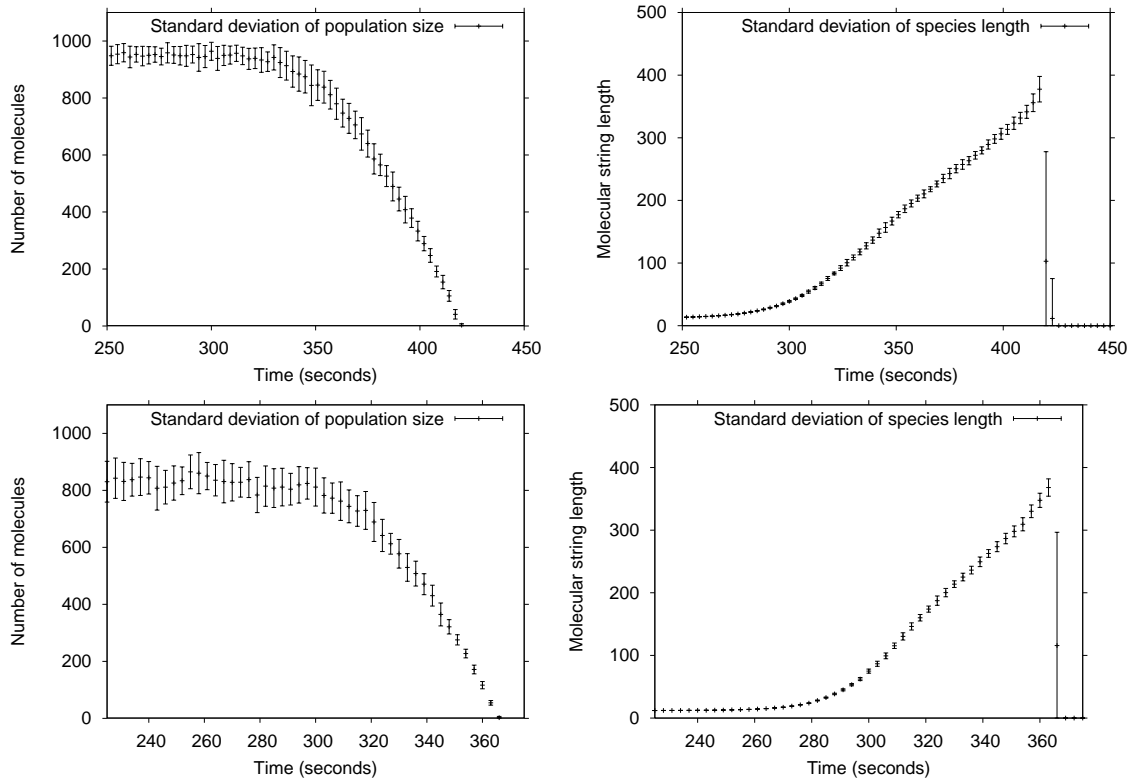 Standard deviation of population size
1000
800
600
400
200
0
Number of molecules
250 300 350 400 450
Time (seconds)
Standard deviation of species length
500
400
300
200
100
0
Molecular string length
250 300 350 400 450
Time (seconds)
Standard deviation of population size
1000
800
600
400
200
0
Number of molecules
240 260 280 300 320 340 360
Time (seconds)
Standard deviation of species length
500
400
300
200
100
0
Molecular string length
240 260 280 300 320 340 360
Time (seconds)